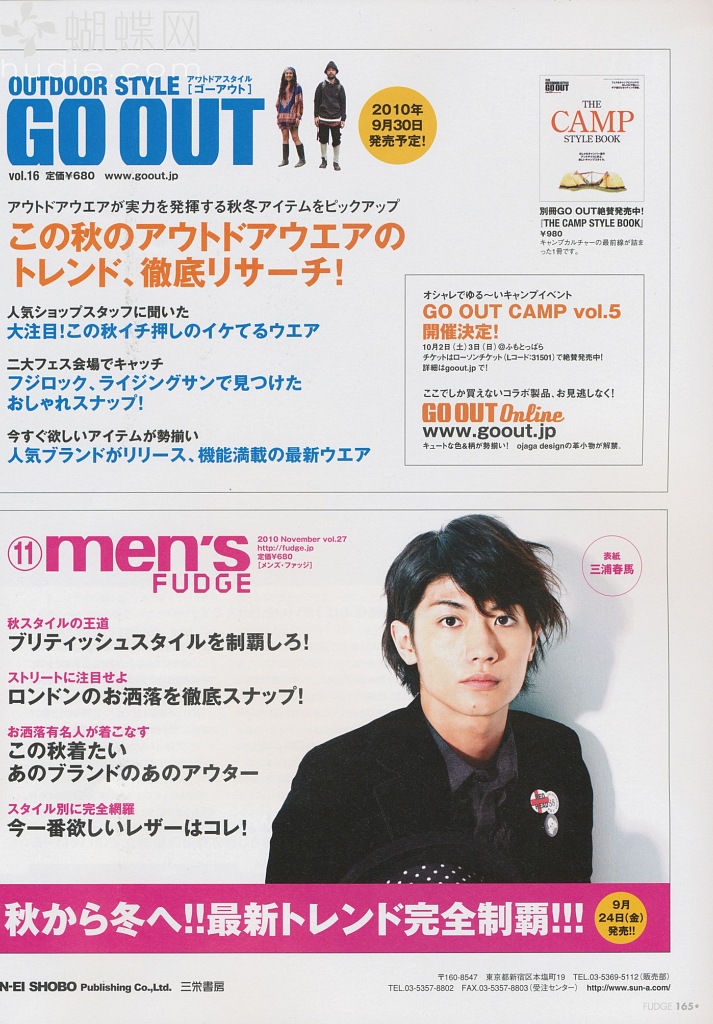 蝴蝶网
hudie.com
OUTDOOR STYLE
アウトドアスタイル
[ゴーアウト]
GO OUT
vol.16 定価¥680 www.goout.jp
2010年
9月30日
発売予定!
アウトドアウエアが実力を発揮する秋冬アイテムをピックアップ
この秋のアウトドアウエアの
トレンド、徹底リサーチ!
人気ショップスタッフに聞いた
大注目!この秋イチ押しのイケてるウエア
二大フェス会場でキャッチ
フジロック、ライジングサンで見つけた
おしゃれスナップ!
今すぐ欲しいアイテムが勢揃い
人気ブランドがリリース、機能満載の最新ウエア
GO OUT
THE
CAMP
STYLE BOOK
別冊GO OUT絶賛発売中!
『THE CAMP STYLE BOOK』
¥980
キャンプカルチャーの最前線が詰ま
った1冊です。
オシャレでゆる〜いキャンプイベント
GO OUT CAMP vol.5
開催決定!
10月2日(土)3日(日)@ふもとっぱら
チケットはローソンチケット(Lコード:31501)で絶賛発売中!
詳細はgoout.jpで!
ここでしか買えないコラボ製品、お見逃しなく!
GO OUT Online
www.goout.jp
キュートな色&柄が勢揃い! ojaga designの革小物が解禁。
11 men's
FUDGE
2010 November vol.27
http://fudge.jp
定価¥680
[メンズ・ファッジ]
表紙
三浦春馬
秋スタイルの王道
ブリティッシュスタイルを制覇しろ!
ストリートに注目せよ
ロンドンのお洒落を徹底スナップ!
お洒落有名人が着こなす
この秋着たい
あのブランドのあのアウター
スタイル別に完全網羅
今一番欲しいレザーはコレ!
秋から冬へ!!最新トレンド完全制覇!!!
9月
24日(金)
発売!!
N-EI SHOBO Publishing Co.,Ltd. 三栄書房
〒160-8547 東京都新宿区本塩町19 TEL.03-5369-5112(販売部)
TEL.03-5357-8802 FAX.03-5357-8803(受注センター) http://www.sun-a.com/
FUDGE 165